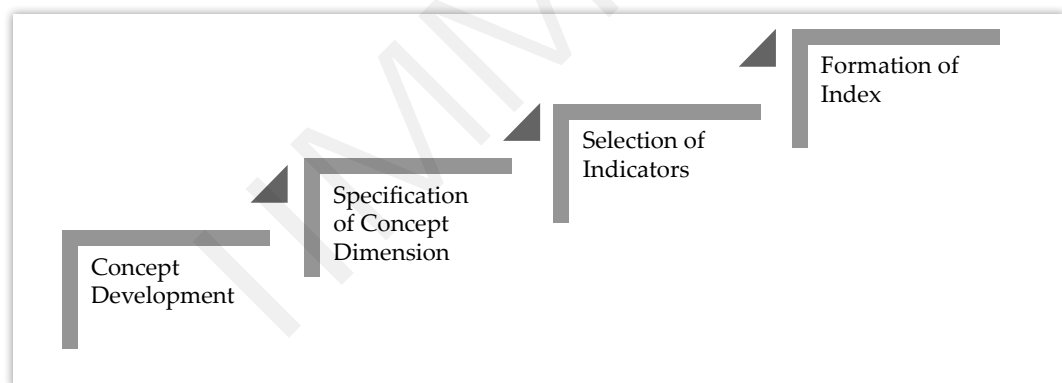 Concept
Development
Specification
of Concept
Dimension
Selection of
Indicators
Formation of
Index